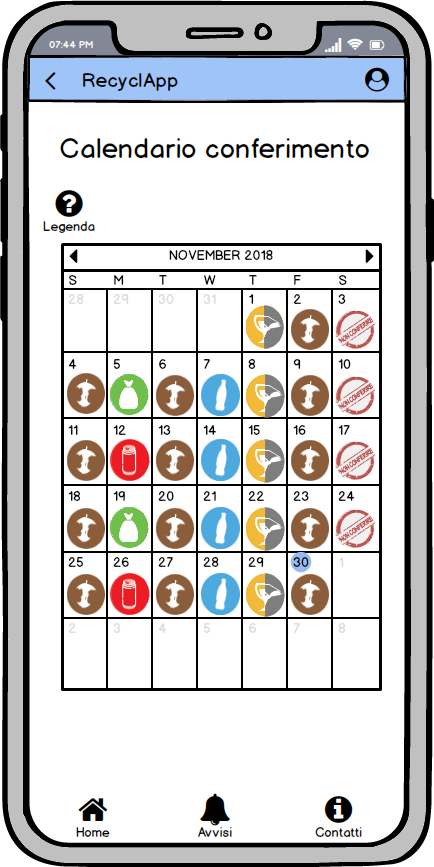 07:44 PM
RecyclApp
Calendario conferimento
?
Legenda
NOVEMBER 2018
S M T W T F S
28 29 30 31 1 2 3
NON CONFERIRE
4 5 6 7 8 9 10
NON CONFERIRE
11 12 13 14 15 16 17
NON CONFERIRE
18 19 20 21 22 23 24
NON CONFERIRE
25 26 27 28 29 30 1
2 3 4 5 6 7 8
Home Avvisi Contatti